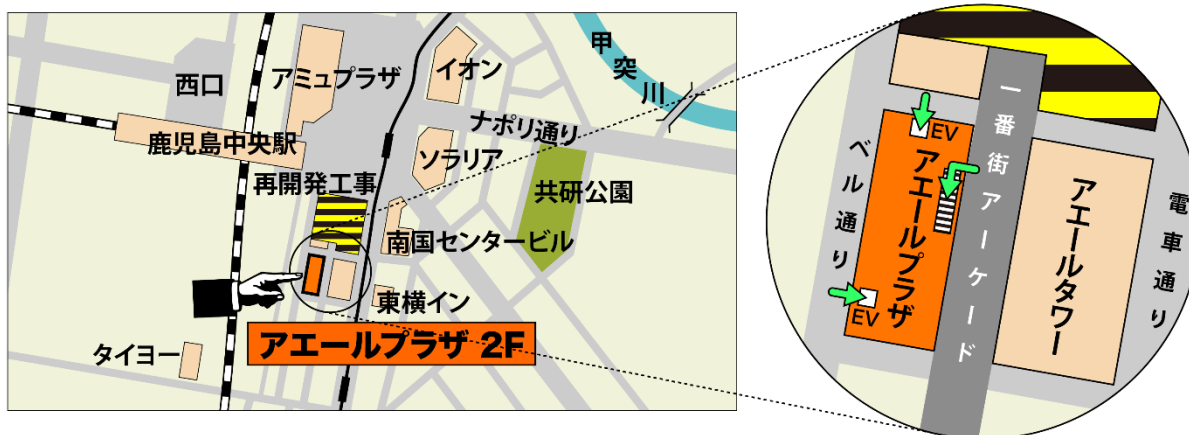 西口
アミュプラザ
イオン
甲突川
ナポリ通り
鹿児島中央駅
ソラリア
再開発工事
共研公園
南国センタービル
東横イン
アエールプラザ 2F
タイヨー
一番街アーケード
EV
アエールプラザ
ベル通り
EV
アエールタワー
電車通り